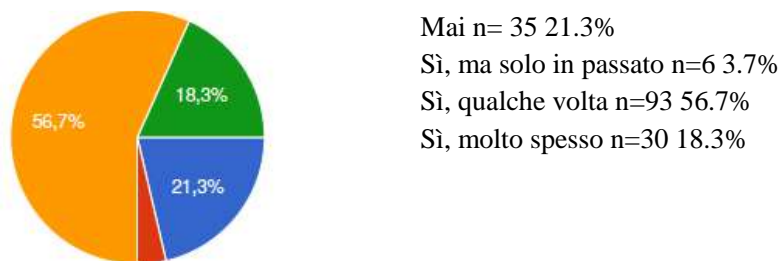 56,7%
18,3%
21,3%
Mai n= 35 21.3%
Sì, ma solo in passato n=6 3.7%
Sì, qualche volta n=93 56.7%
Sì, molto spesso n=30 18.3%